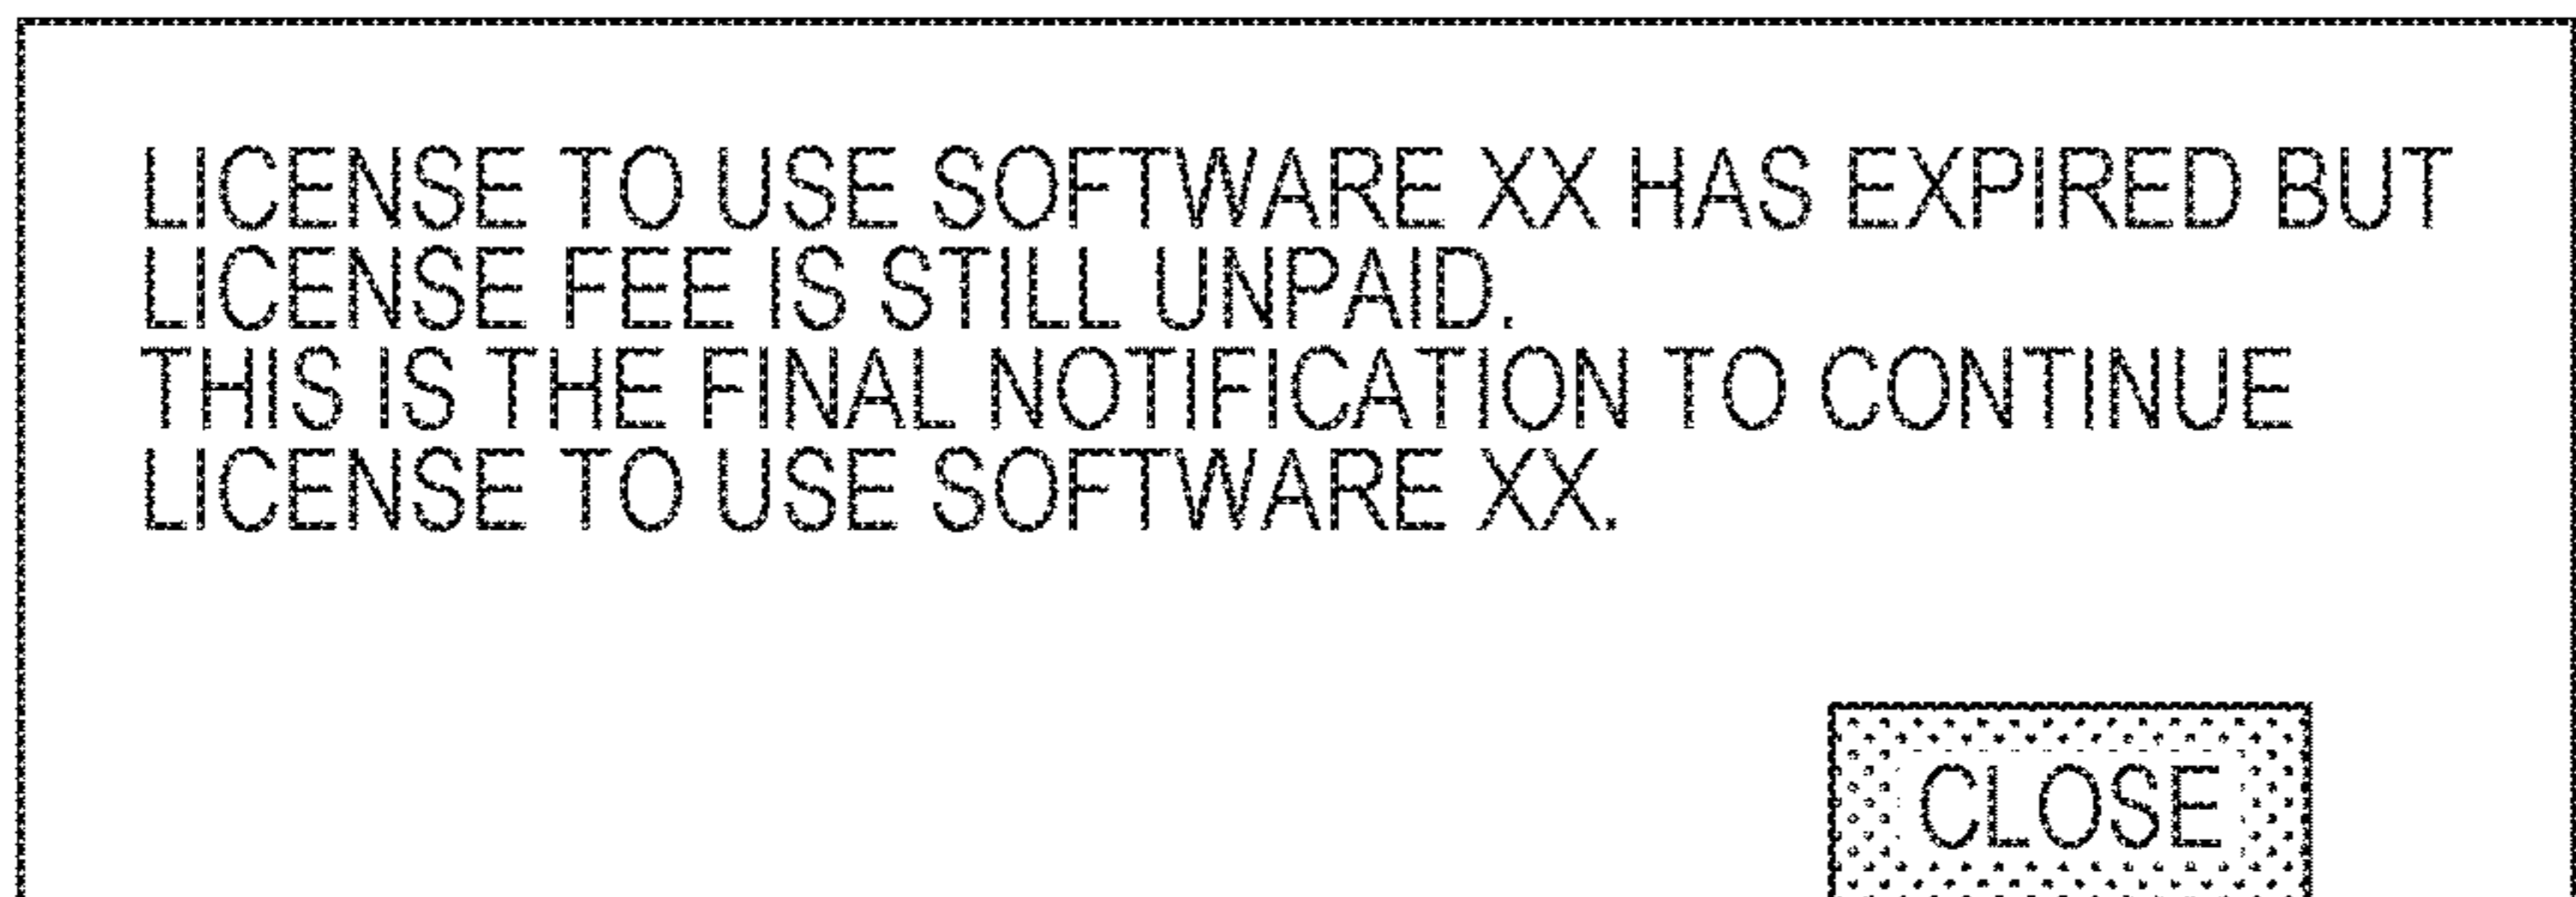 LICENSE TO USE SOFTWARE XX HAS EXPIRED BUT
LICENSE FEE IS STILL UNPAID.
THIS IS THE FINAL NOTIFICATION TO CONTINUE
LICENSE TO USE SOFTWARE XX.
CLOSE